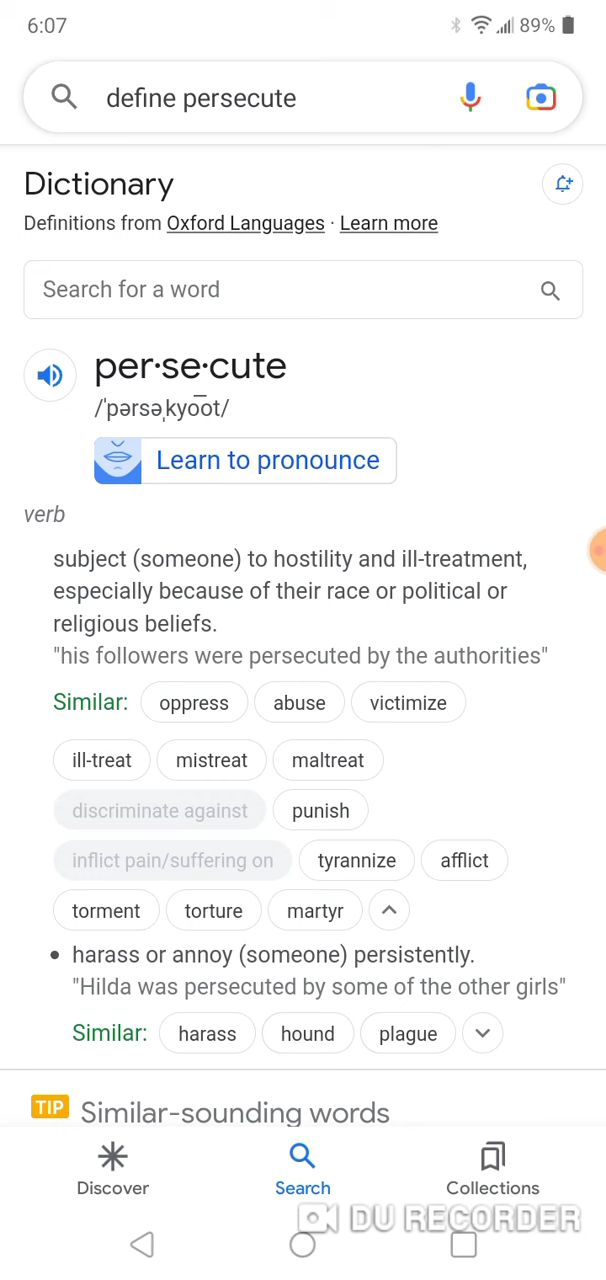 6:07 89%
define persecute
Dictionary
Definitions from Oxford Languages · Learn more
Search for a word
per·se·cute
/ˈpərsəˌkyo͞ot/
Learn to pronounce
verb
subject (someone) to hostility and ill-treatment,
especially because of their race or political or
religious beliefs.
"his followers were persecuted by the authorities"
Similar: oppress abuse victimize
ill-treat mistreat maltreat
discriminate against punish
inflict pain/suffering on tyrannize afflict
torment torture martyr
• harass or annoy (someone) persistently.
"Hilda was persecuted by some of the other girls"
Similar: harass hound plague
TIP Similar-sounding words
Discover Search Collections
DU RECORDER